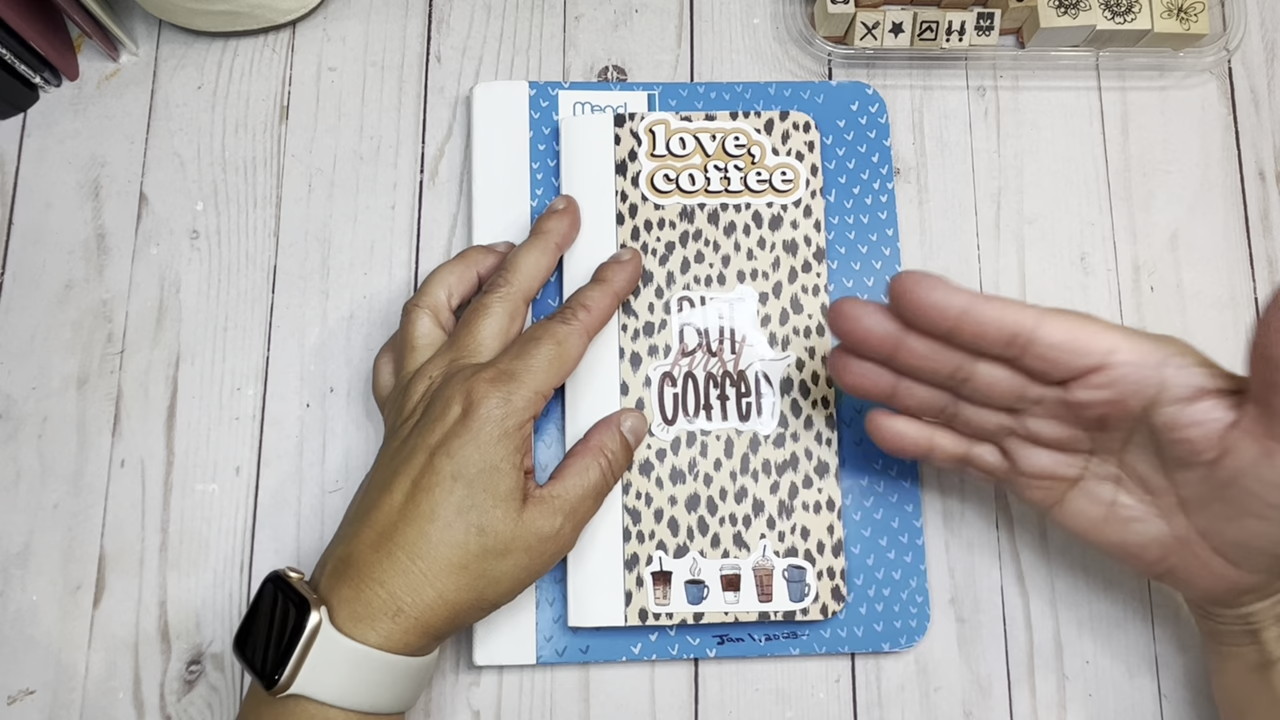 Mead
love,
coffee
BUT
first
COFFEE
Jan 1, 2023